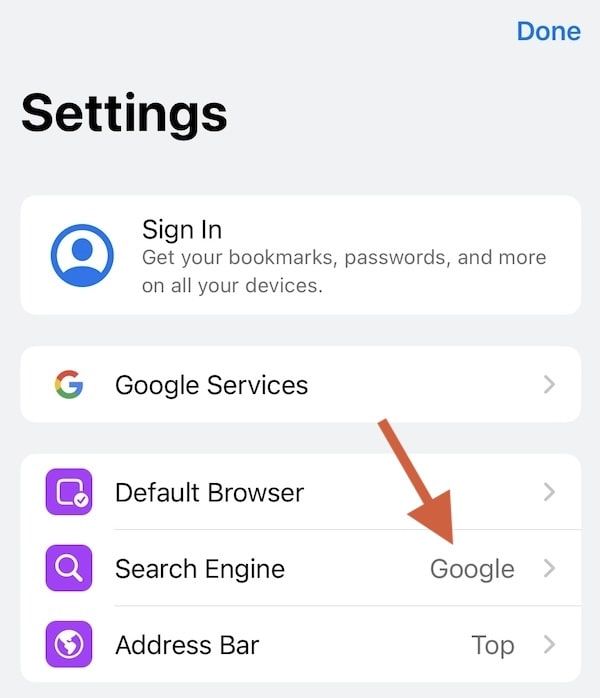 Done
Settings
Sign In
Get your bookmarks, passwords, and more
on all your devices.
Google Services
Default Browser
Search Engine Google
Address Bar Top